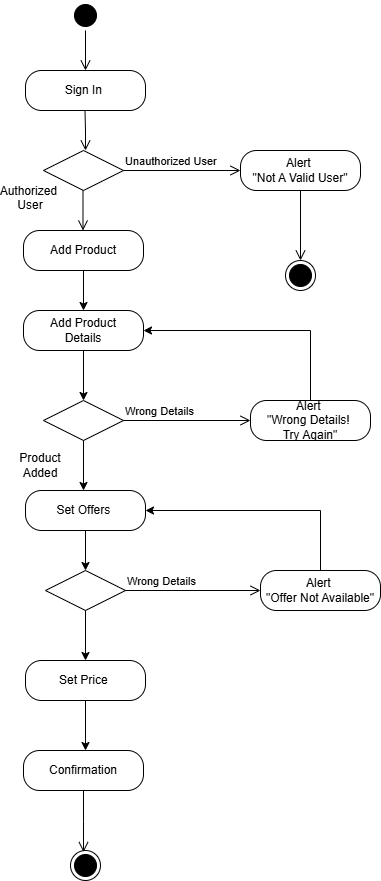 Sign In
Unauthorized User
Alert
"Not A Valid User"
Authorized
User
Add Product
Add Product
Details
Wrong Details
Alert
"Wrong Details!
Try Again"
Product
Added
Set Offers
Wrong Details
Alert
"Offer Not Available"
Set Price
Confirmation